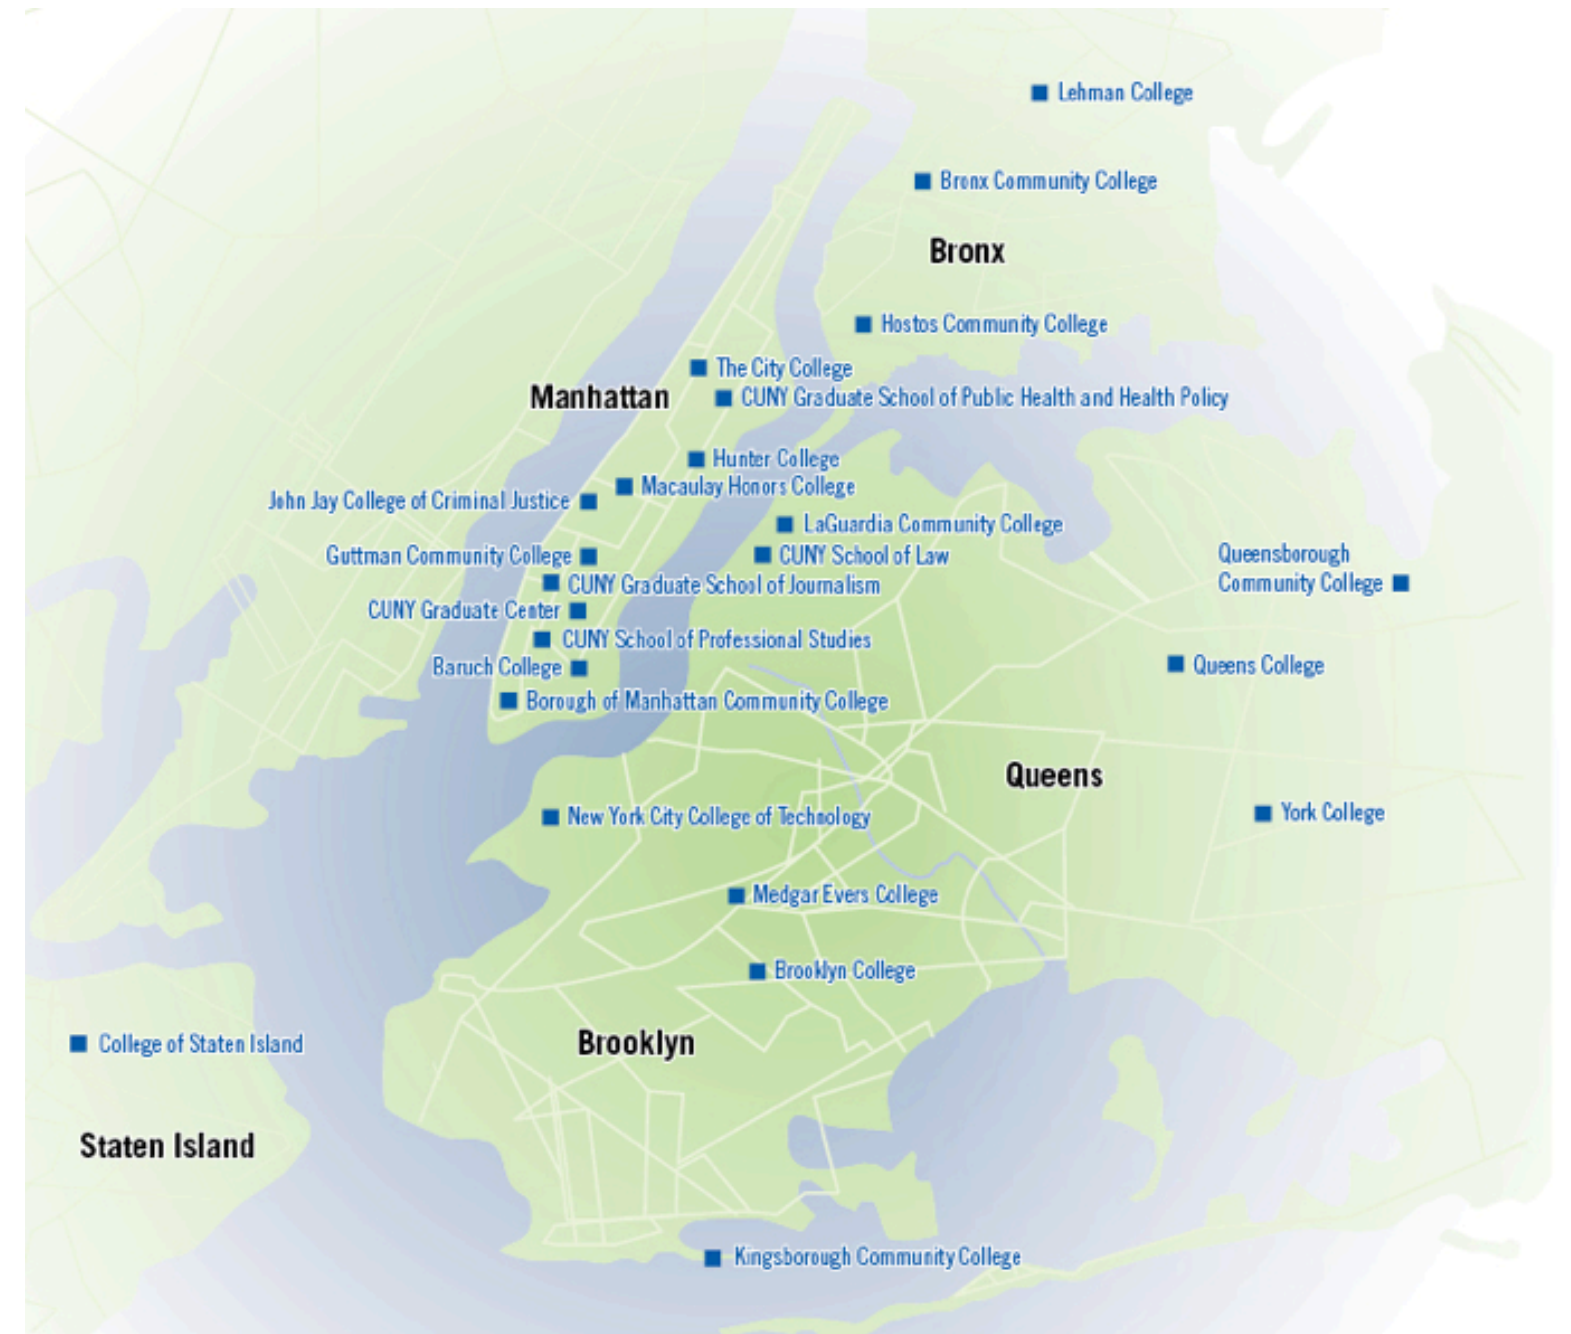 Lehman College
Bronx Community College
Bronx
Hostos Community College
The City College
Manhattan
CUNY Graduate School of Public Health and Health Policy
Hunter College
Macaulay Honors College
John Jay College of Criminal Justice
LaGuardia Community College
Guttman Community College
CUNY School of Law
Queensborough
Community College
CUNY Graduate School of Journalism
CUNY Graduate Center
CUNY School of Professional Studies
Baruch College
Queens College
Borough of Manhattan Community College
Queens
New York City College of Technology
York College
Medgar Evers College
Brooklyn College
Brooklyn
College of Staten Island
Staten Island
Kingsborough Community College